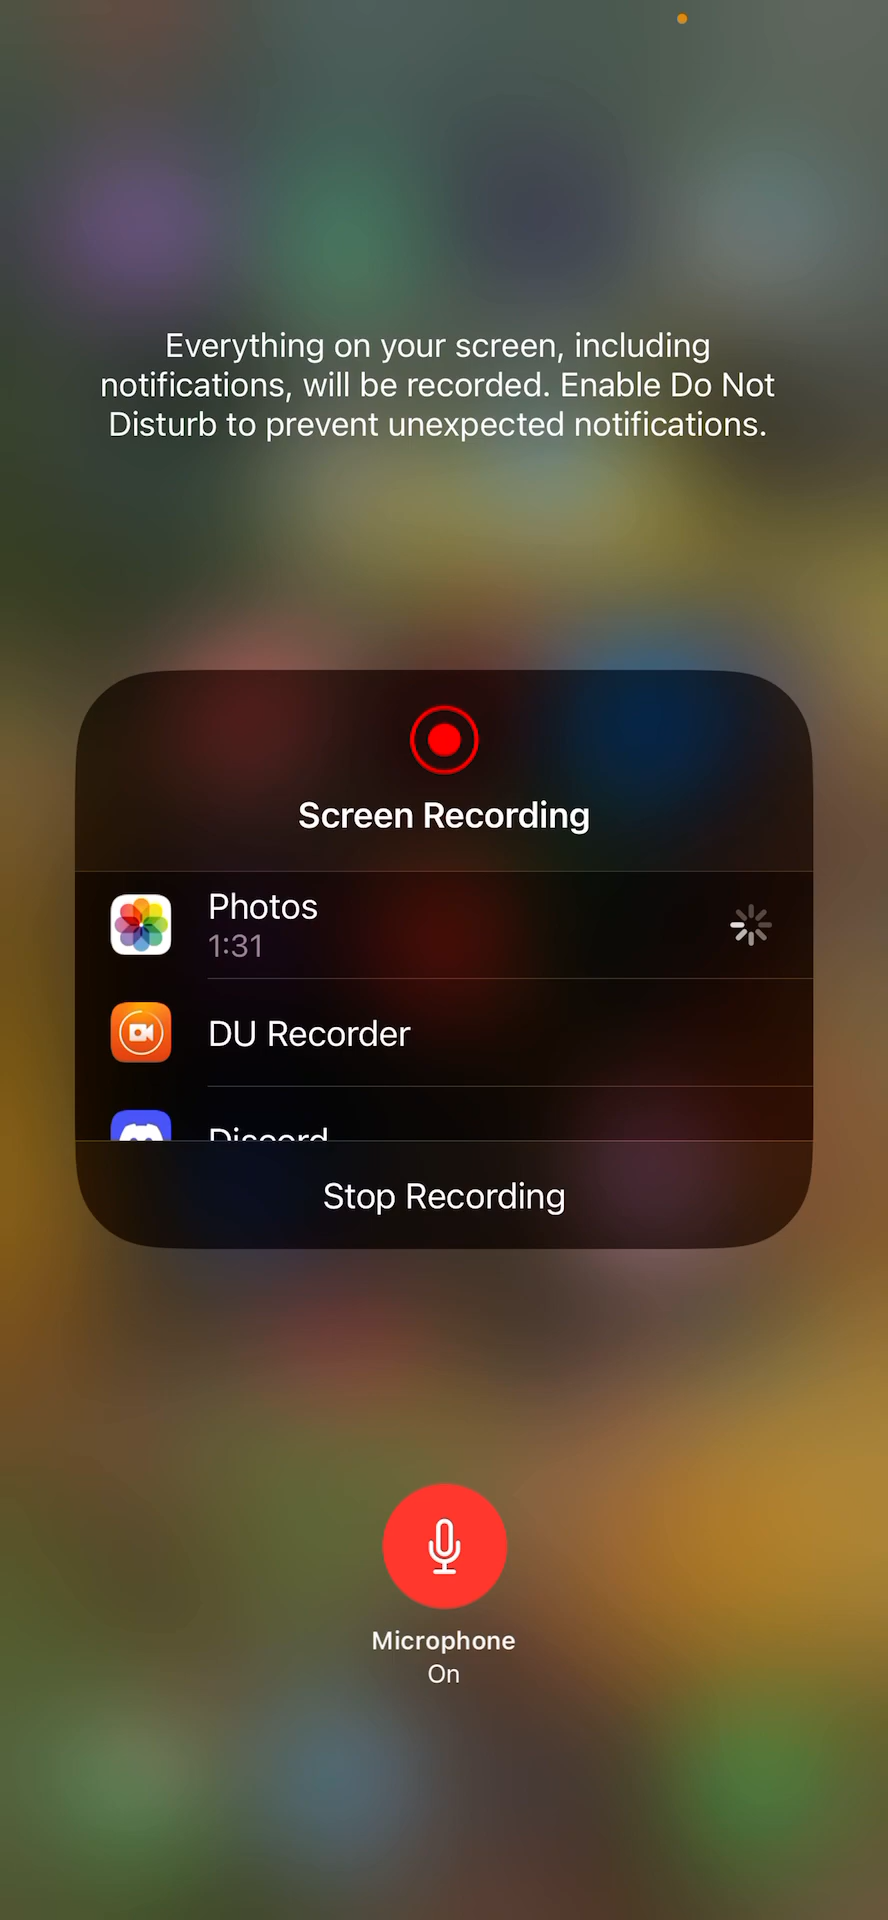 Everything on your screen, including
notifications, will be recorded. Enable Do Not
Disturb to prevent unexpected notifications.
Screen Recording
Photos
1:31
DU Recorder
Discord
Stop Recording
Microphone
On